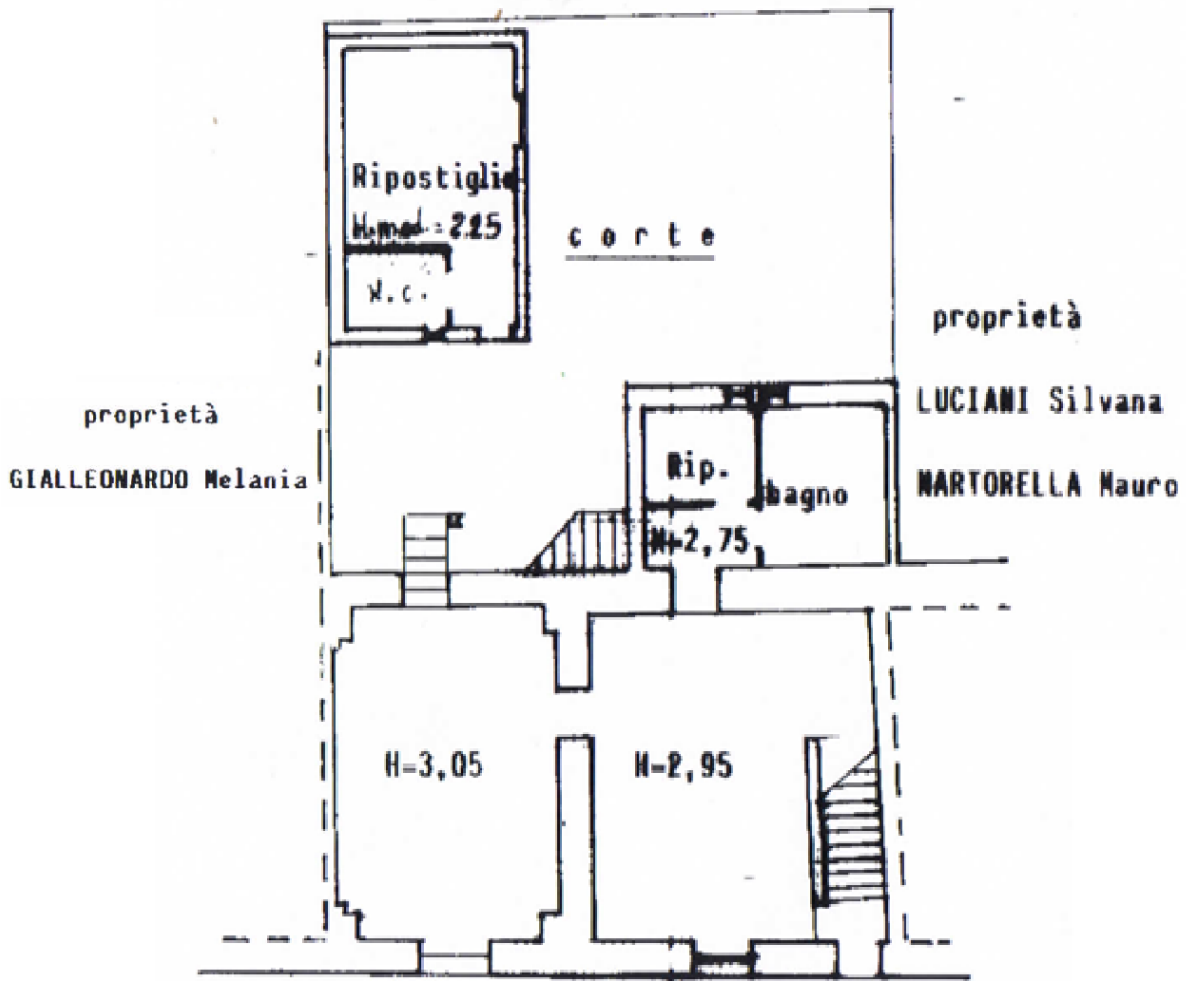 Ripostiglio
H.med.=2.25
corte
W.c.
proprietà
LUCIANI Silvana
MARTORELLA Mauro
proprietà
GIALLEONARDO Melania
Rip.
bagno
H=2,75
H=3,05
H=2,95